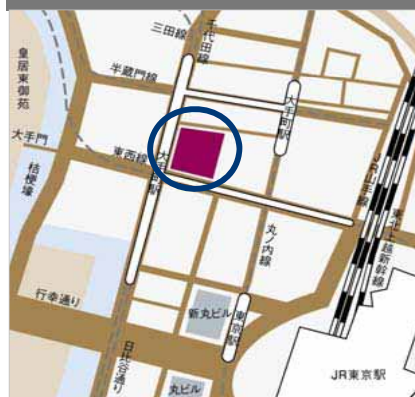 三田線
千代田線
皇居東御苑
半蔵門線
大手町駅
JR山手線
大手門
東西線
大手町駅
桔梗壕
丸ノ内線
東北上越新幹線
行幸通り
新丸ビル
東京駅
日比谷通り
丸ビル
JR東京駅